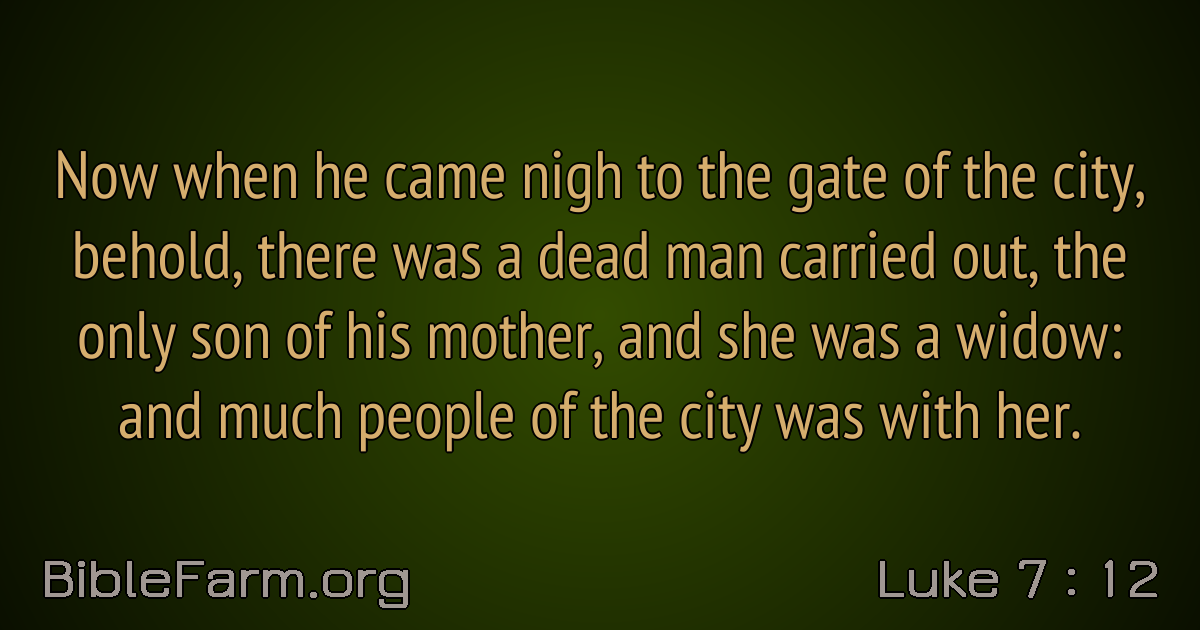 Now when he came nigh to the gate of the city,
behold, there was a dead man carried out, the
only son of his mother, and she was a widow:
and much people of the city was with her.
BibleFarm.org
Luke 7 : 12